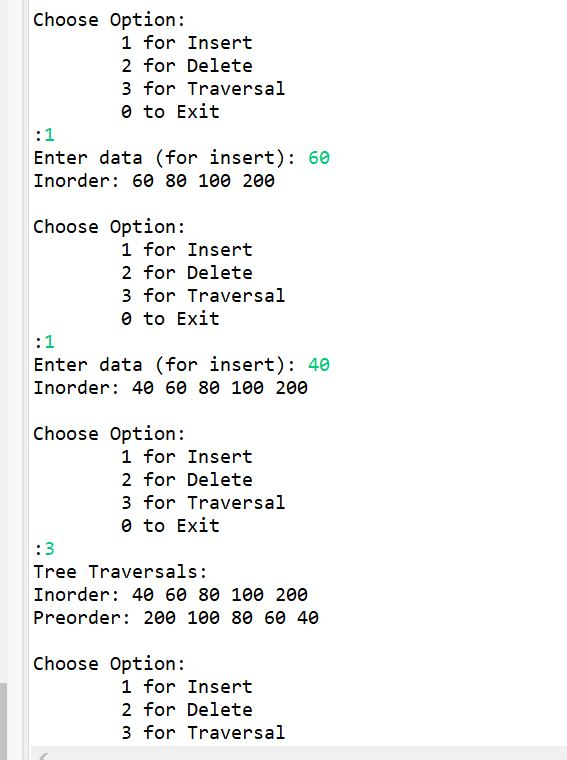 Choose Option:
1 for Insert
2 for Delete
3 for Traversal
0 to Exit
:1
Enter data (for insert): 60
Inorder: 60 80 100 200
Choose Option:
1 for Insert
2 for Delete
3 for Traversal
0 to Exit
:1
Enter data (for insert): 40
Inorder: 40 60 80 100 200
Choose Option:
1 for Insert
2 for Delete
3 for Traversal
0 to Exit
:3
Tree Traversals:
Inorder: 40 60 80 100 200
Preorder: 200 100 80 60 40
Choose Option:
1 for Insert
2 for Delete
3 for Traversal